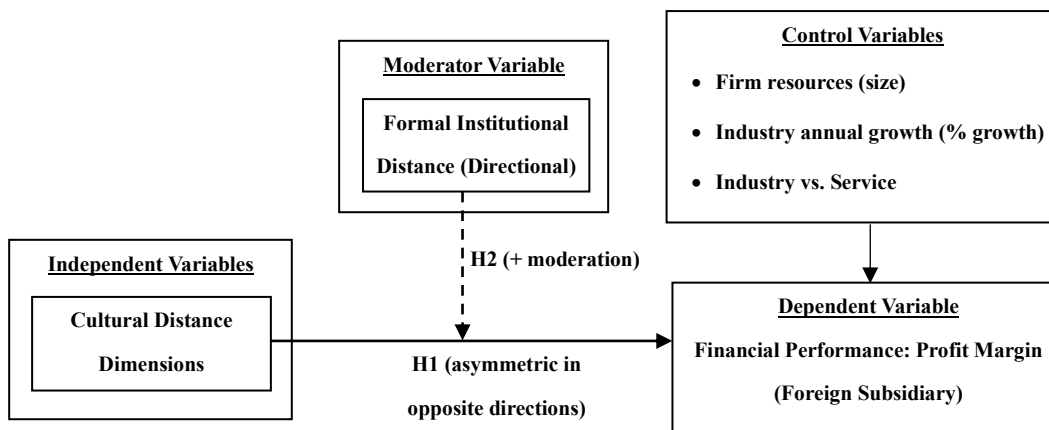 Moderator Variable
Formal Institutional
Distance (Directional)
Control Variables
• Firm resources (size)
• Industry annual growth (% growth)
• Industry vs. Service
H2 (+ moderation)
Independent Variables
Cultural Distance
Dimensions
H1 (asymmetric in
opposite directions)
Dependent Variable
Financial Performance: Profit Margin
(Foreign Subsidiary)